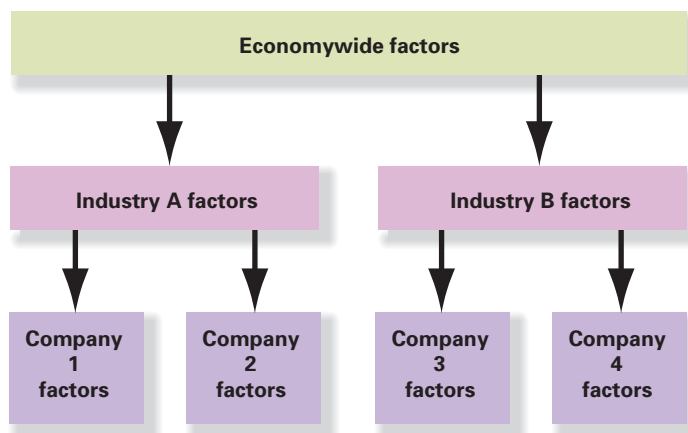 Economywide factors
Industry A factors
Industry B factors
Company
1
factors
Company
2
factors
Company
3
factors
Company
4
factors